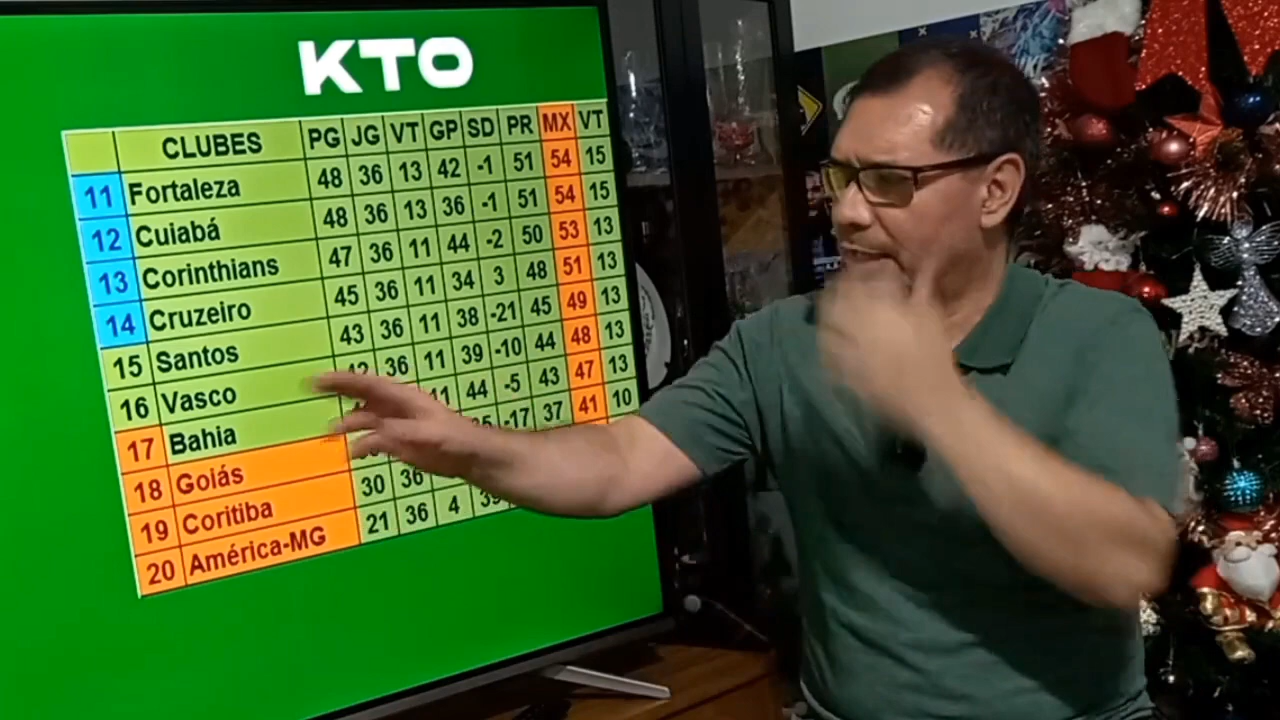 KTO
CLUBES PG JG VT GP SD PR MX VT
11 Fortaleza 48 36 13 42 -1 51 54 15
12 Cuiabá 48 36 13 36 -1 51 54 15
13 Corinthians 47 36 11 44 -2 50 53 13
14 Cruzeiro 45 36 11 34 3 48 51 13
15 Santos 43 36 11 38 -21 45 49 13
16 Vasco 42 36 11 39 -10 44 48 13
17 Bahia 11 44 -5 43 47 13
18 Goiás -17 37 41 10
19 Coritiba 30 36
20 América-MG 21 36 4